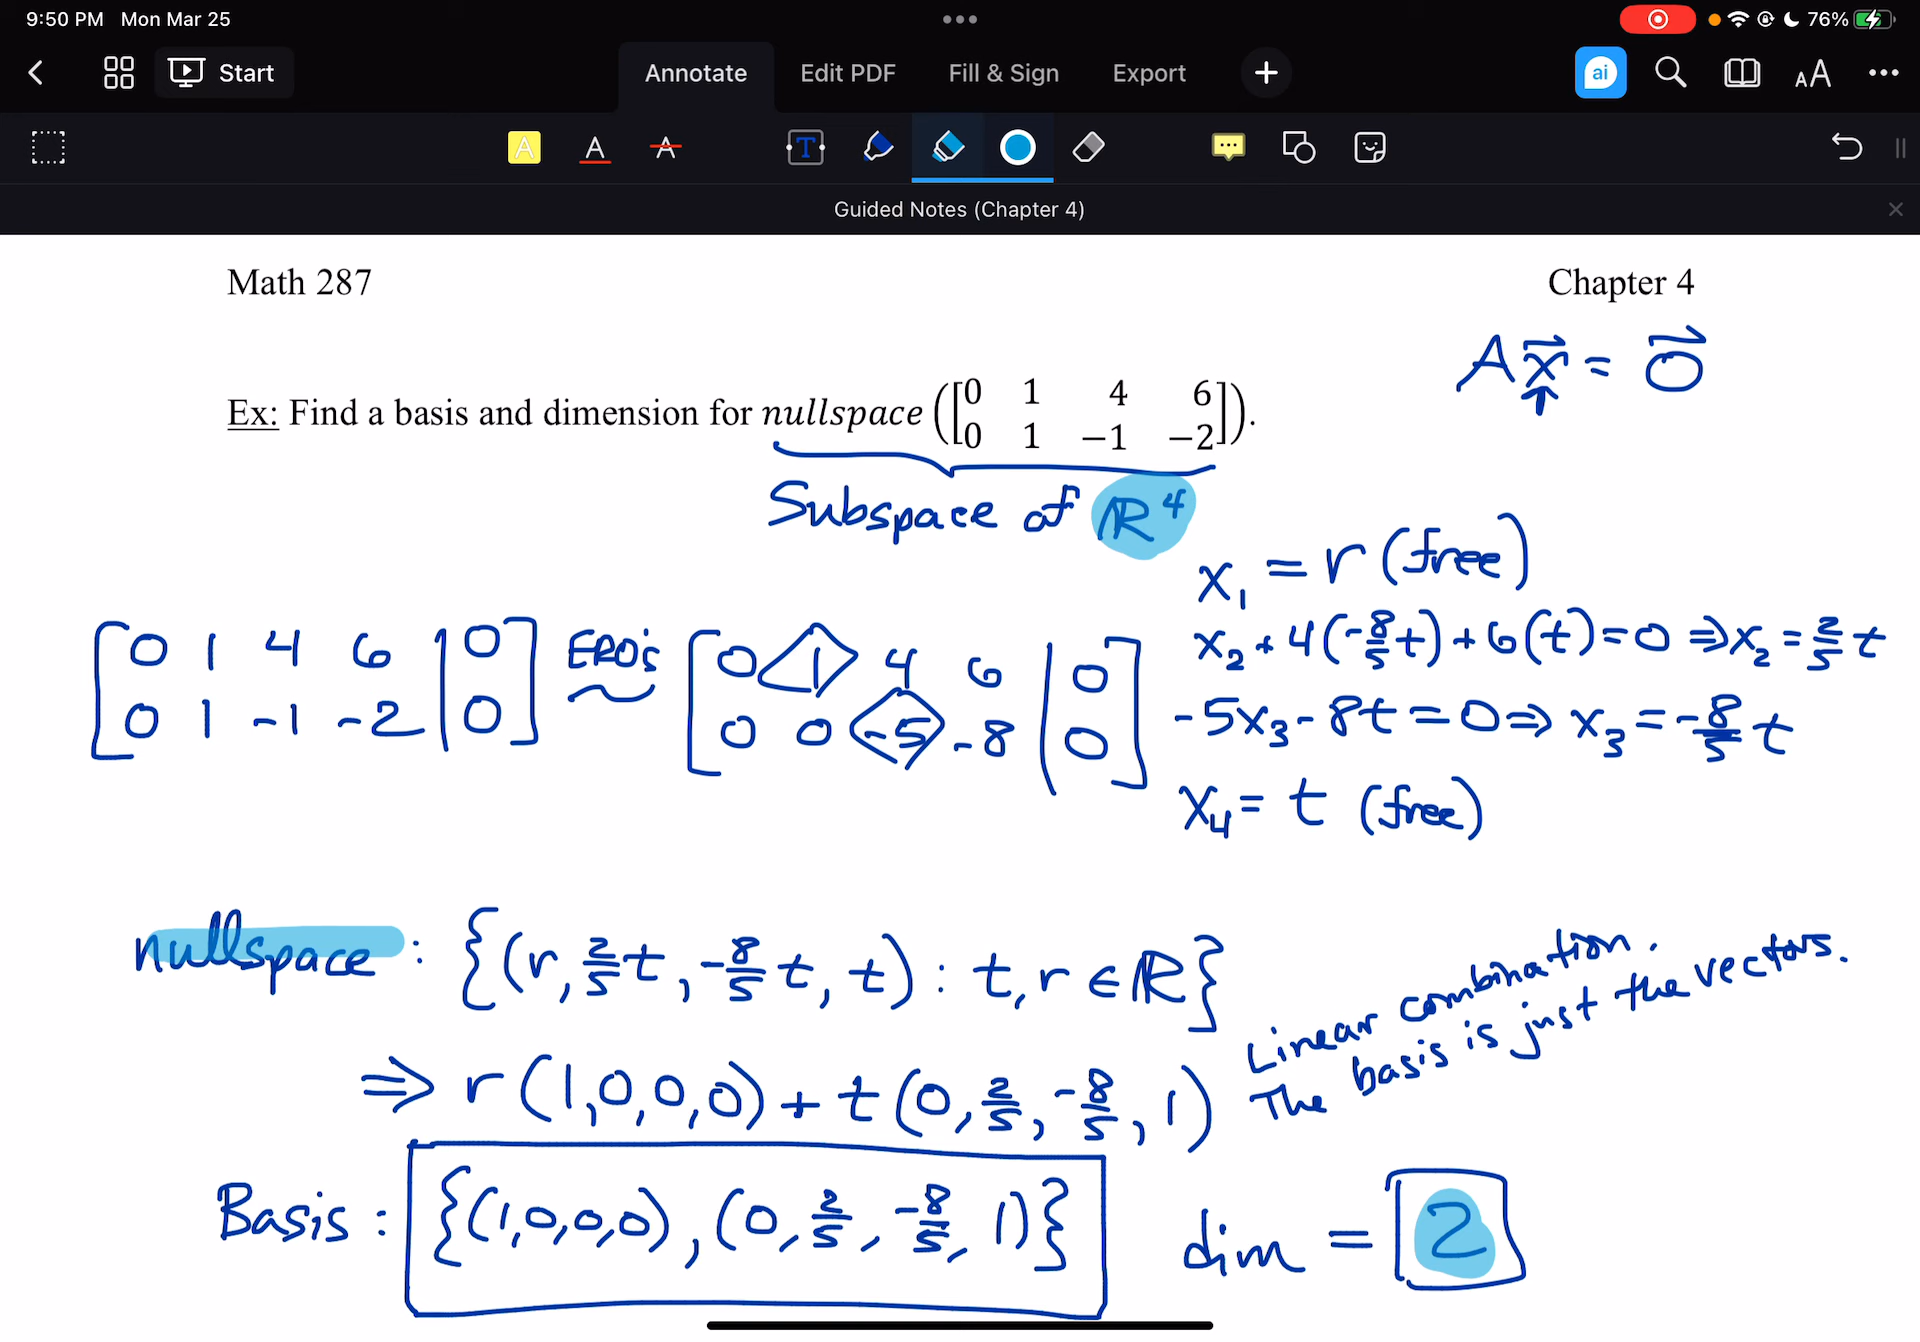 9:50 PM Mon Mar 25
76%
Start
Annotate
Edit PDF
Fill & Sign
Export
ai
Guided Notes (Chapter 4)
Math 287
Chapter 4
Ax⃗ = 0⃗
Ex: Find a basis and dimension for nullspace ([0 1 4 6
0 1 −1 −2]).
Subspace of ℝ⁴
x₁ = r (free)
[0 1 4 6 | 0
0 1 -1 -2 | 0] ERO's ~ [0 1 4 6 | 0
0 0 -5 -8 | 0]
x₂ + 4(-8/5 t) + 6(t) = 0 ⇒ x₂ = 2/5 t
-5x₃ - 8t = 0 ⇒ x₃ = -8/5 t
x₄ = t (free)
nullspace : {(r, 2/5 t, -8/5 t, t) : t, r ∈ ℝ}
⇒ r(1,0,0,0) + t(0, 2/5, -8/5, 1)
Linear combination.
The basis is just the vectors.
Basis : {(1,0,0,0), (0, 2/5, -8/5, 1)}
dim = 2